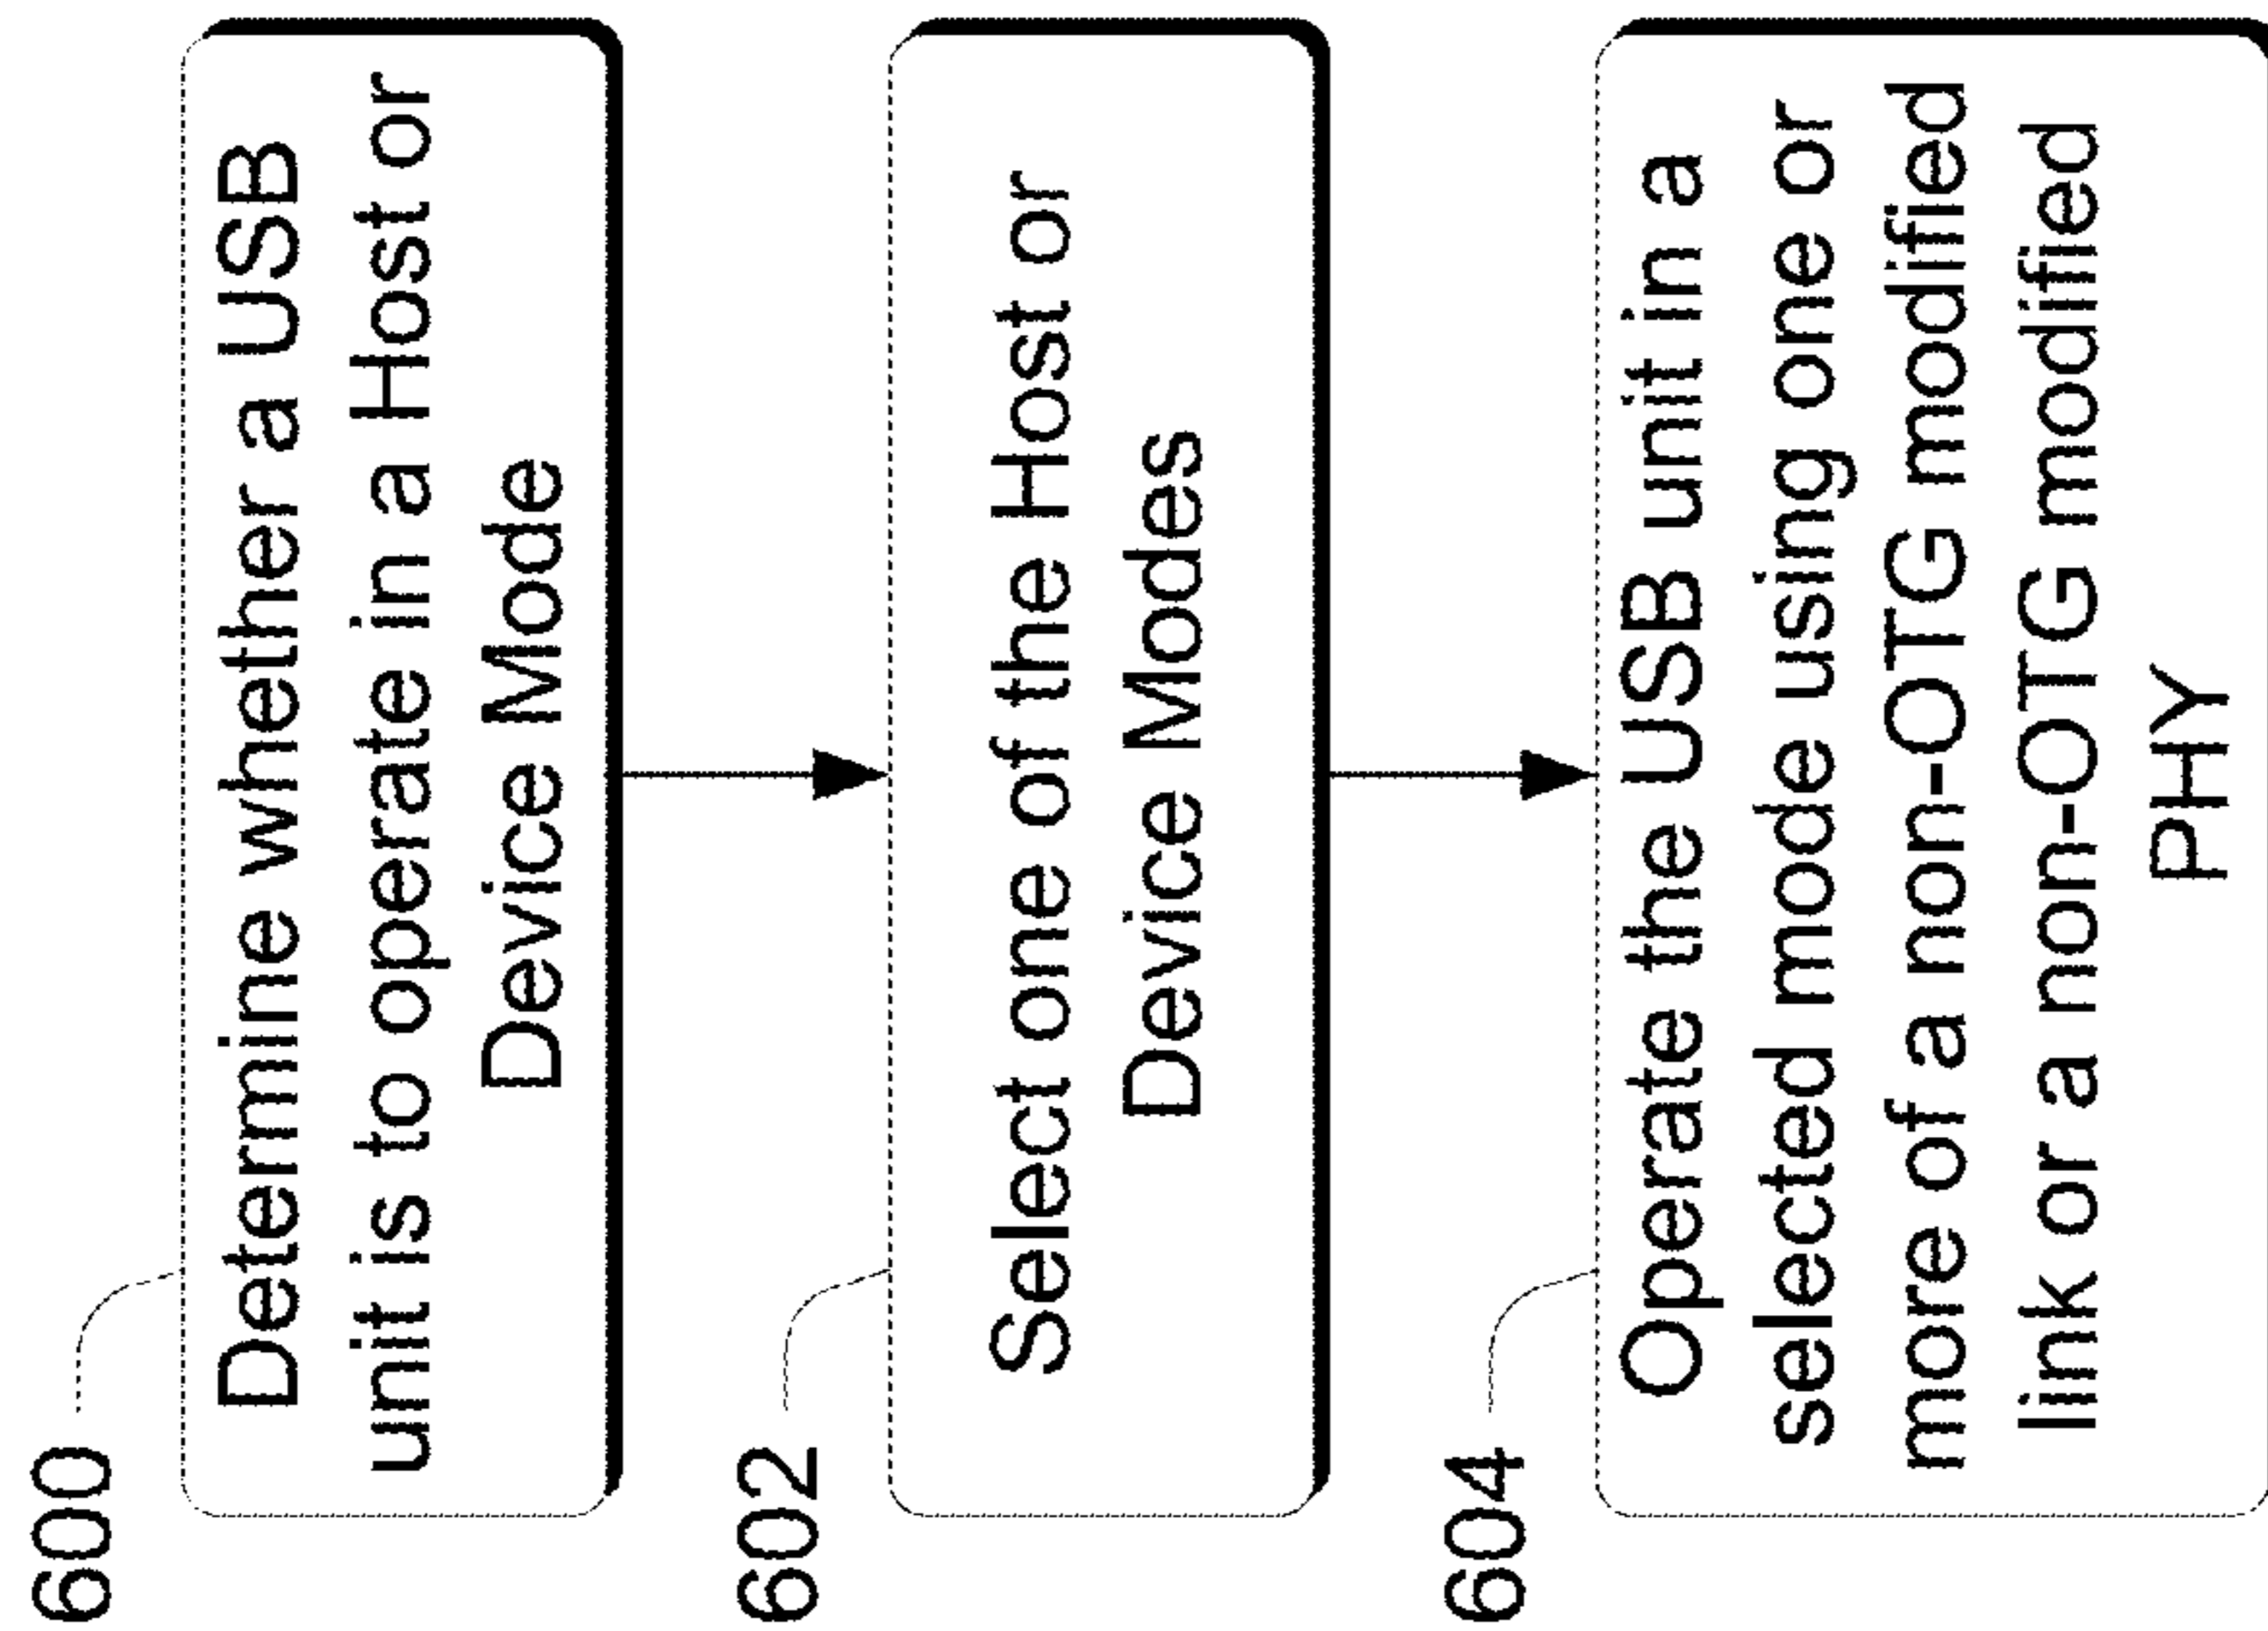 600
Determine whether a USB
unit is to operate in a Host or
Device Mode
602
Select one of the Host or
Device Modes
604
Operate the USB unit in a
selected mode using one or
more of a non-OTG modified
link or a non-OTG modified
PHY